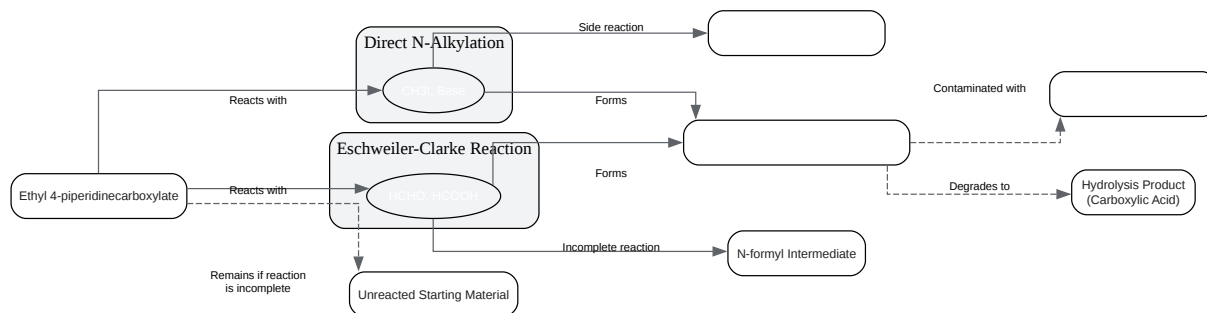 Side reaction
Direct N-Alkylation
CH3I, Base
Reacts with
Forms
Contaminated with
Eschweiler-Clarke Reaction
HCHO, HCOOH
Reacts with
Forms
Ethyl 4-piperidinecarboxylate
Degrades to
Hydrolysis Product
(Carboxylic Acid)
Incomplete reaction
N-formyl Intermediate
Remains if reaction
is incomplete
Unreacted Starting Material